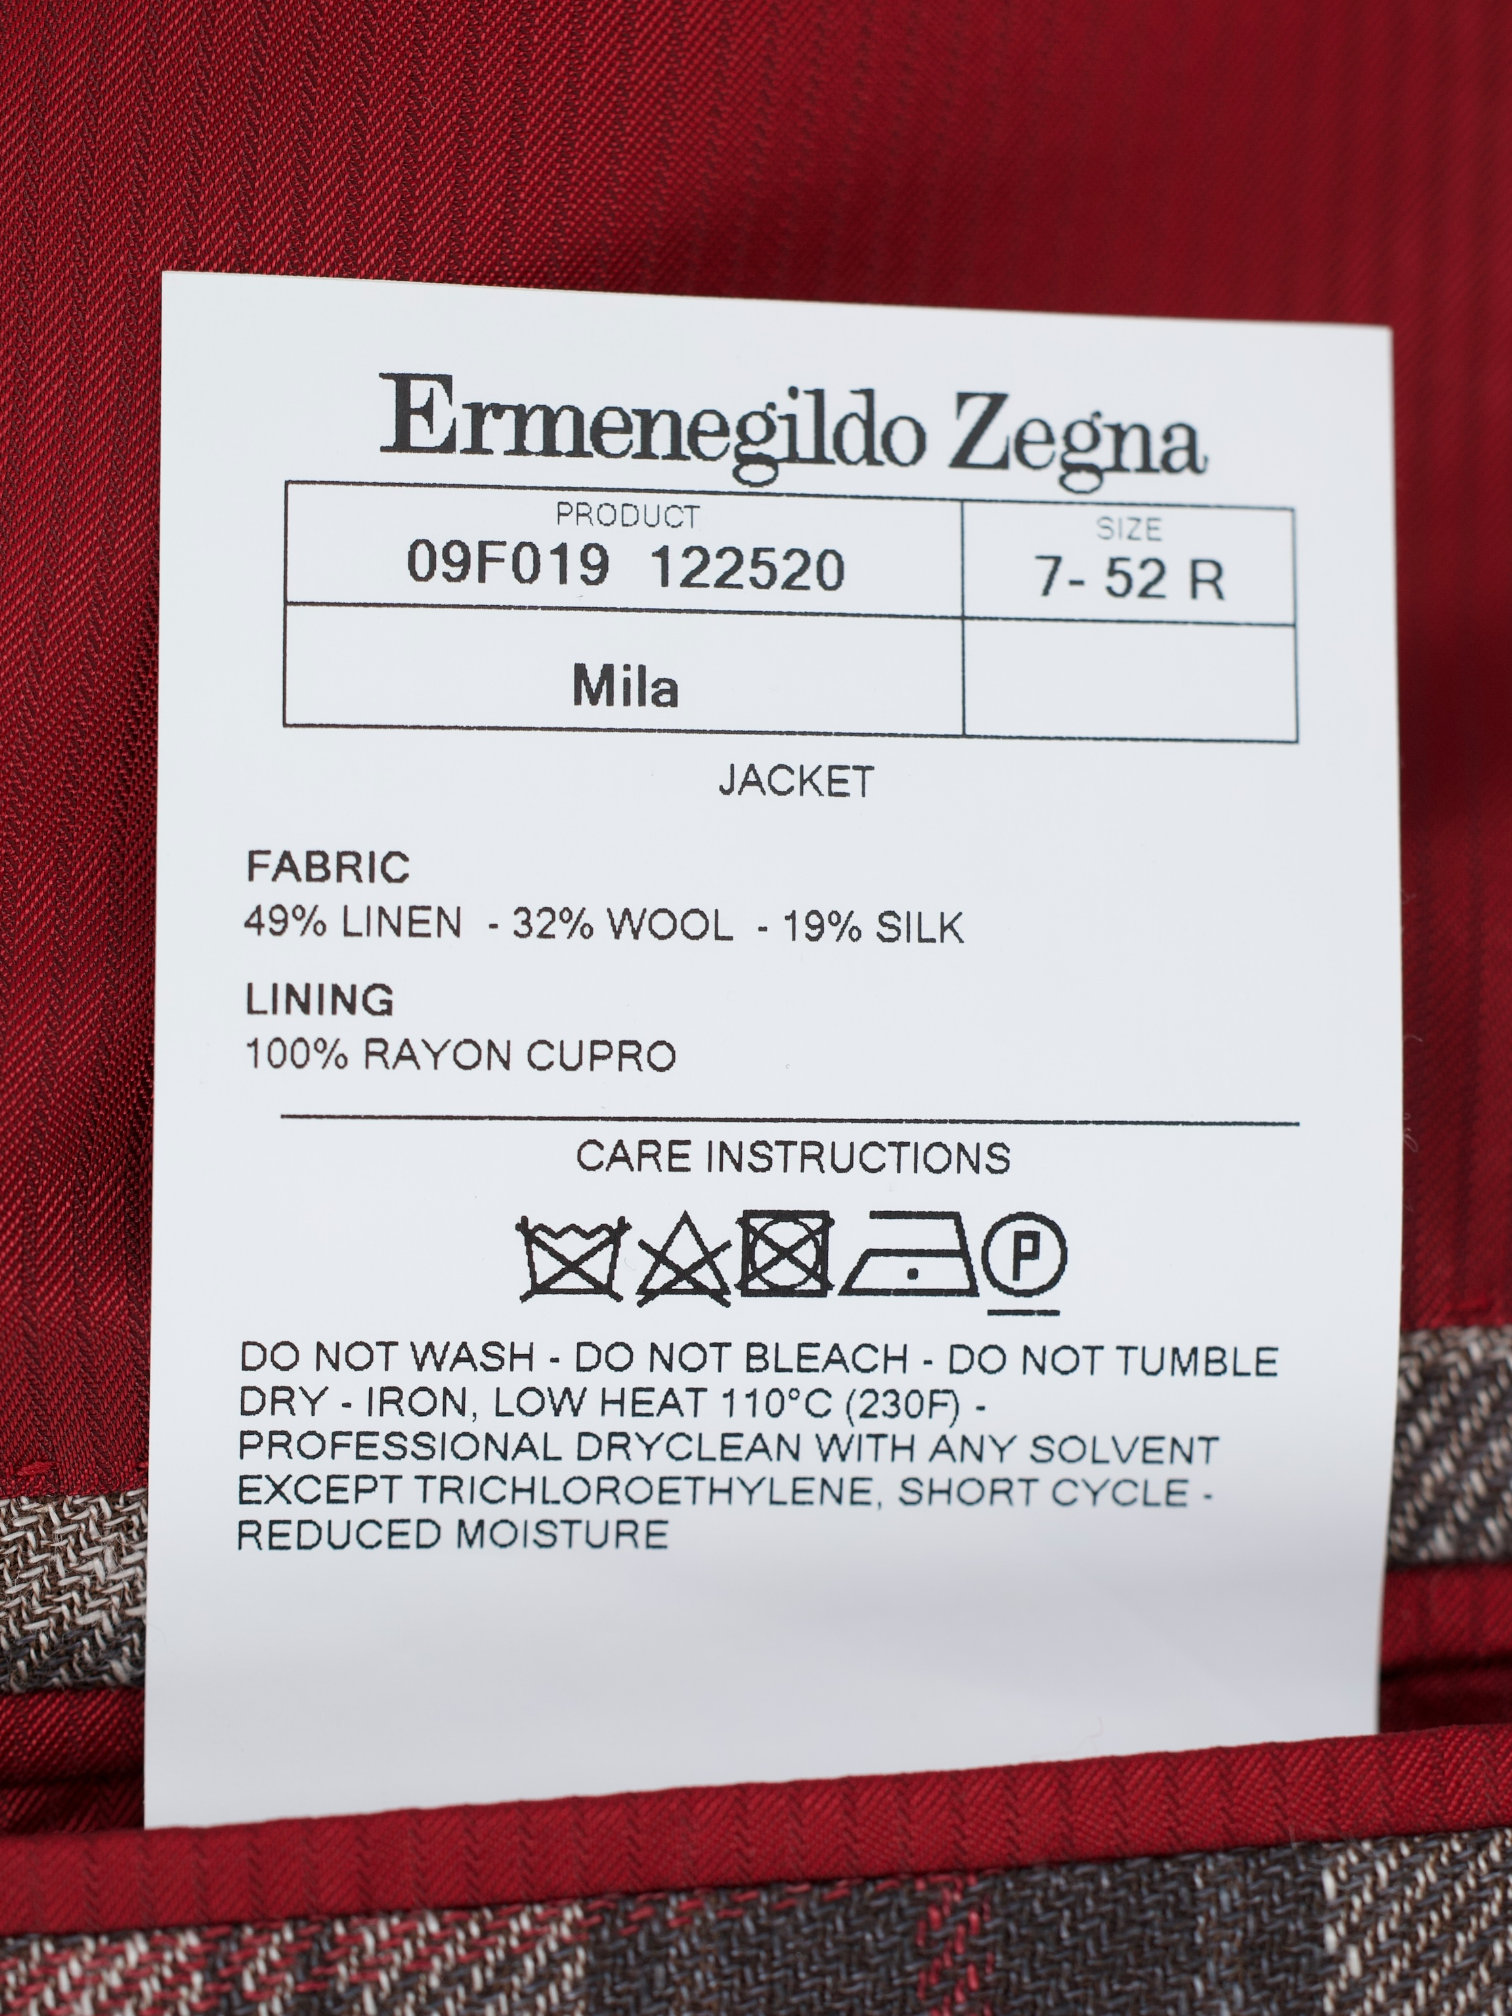 Ermenegildo Zegna
PRODUCT
09F019 122520
SIZE
7- 52 R
Mila
JACKET
FABRIC
49% LINEN - 32% WOOL - 19% SILK
LINING
100% RAYON CUPRO
CARE INSTRUCTIONS
P
DO NOT WASH - DO NOT BLEACH - DO NOT TUMBLE
DRY - IRON, LOW HEAT 110°C (230F) -
PROFESSIONAL DRYCLEAN WITH ANY SOLVENT
EXCEPT TRICHLOROETHYLENE, SHORT CYCLE -
REDUCED MOISTURE